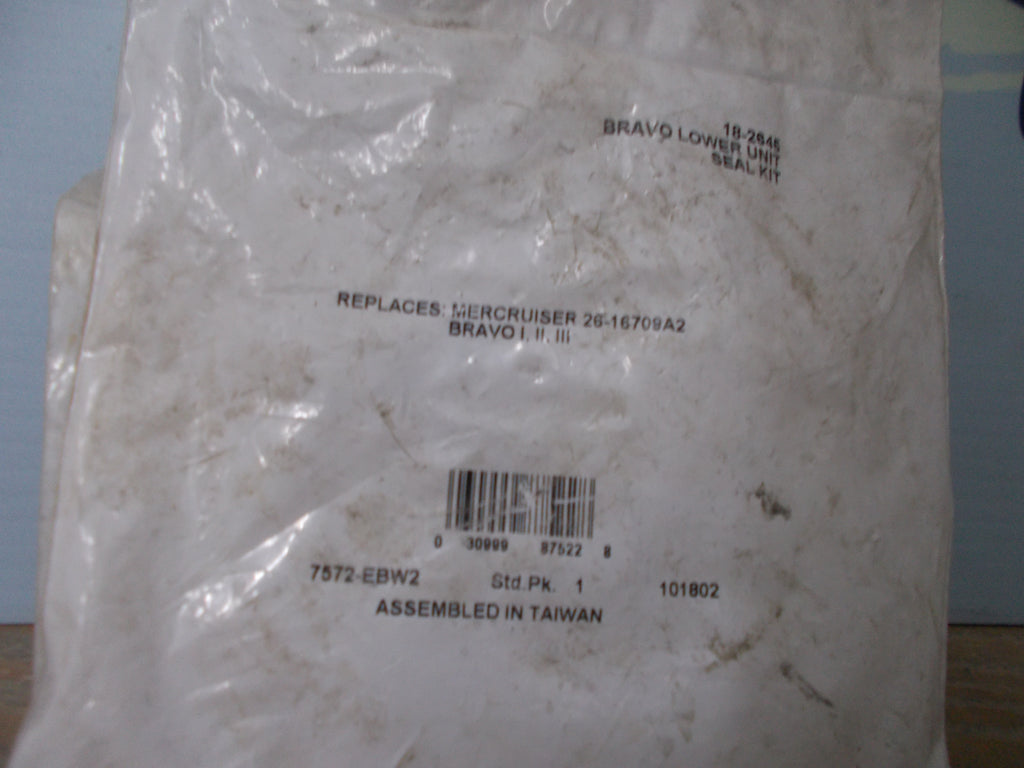 18-2645
BRAVO LOWER UNIT
SEAL KIT
REPLACES: MERCRUISER 26-16709A2
BRAVO I, II, III
0 30999 87522 8
7572-EBW2 Std.Pk. 1 101802
ASSEMBLED IN TAIWAN